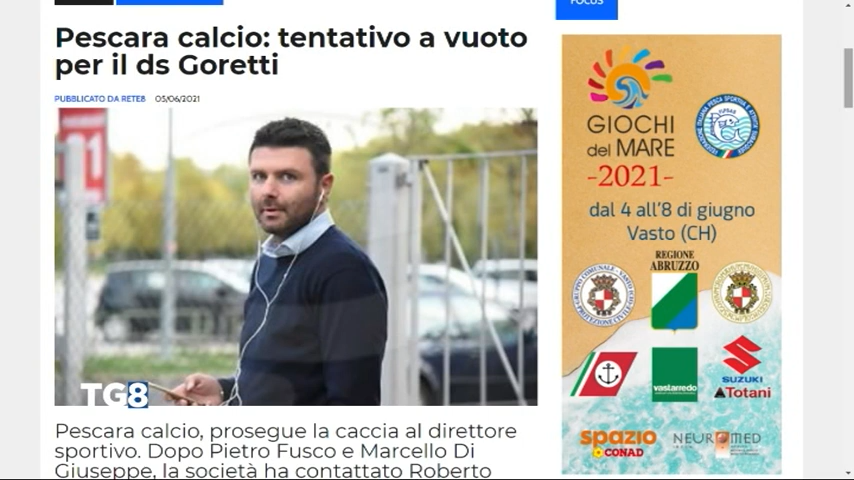 FOCUS
Pescara calcio: tentativo a vuoto
per il ds Goretti
PUBBLICATO DA RETE8 05/06/2021
TG8
Pescara calcio, prosegue la caccia al direttore
sportivo. Dopo Pietro Fusco e Marcello Di
Giuseppe, la società ha contattato Roberto
GIOCHI
del MARE
-2021-
dal 4 all'8 di giugno
Vasto (CH)
REGIONE
ABRUZZO
vastarredo
SUZUKI
Totani
spazio
CONAD
NEUROMED